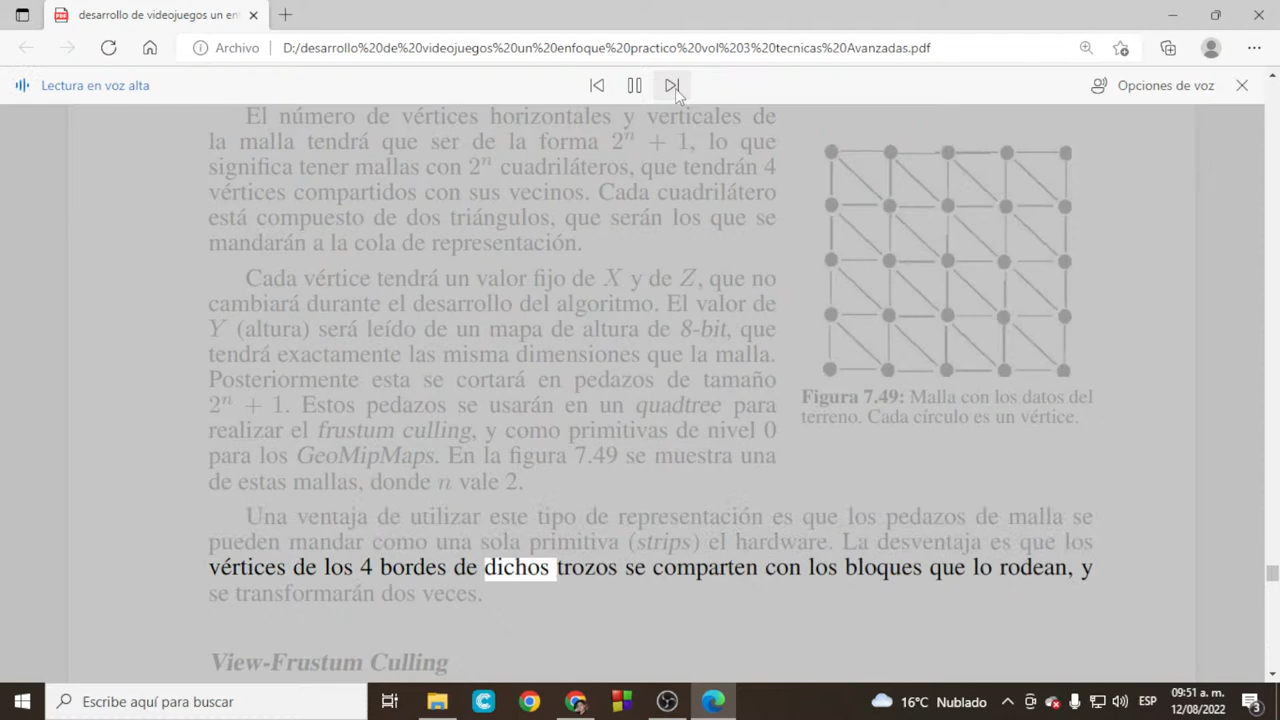 desarrollo de videojuegos un en
Archivo
D:/desarrollo%20de%20videojuegos%20un%20enfoque%20practico%20vol%203%20tecnicas%20Avanzadas.pdf
Lectura en voz alta
Opciones de voz
El número de vértices horizontales y verticales de
la malla tendrá que ser de la forma 2ⁿ + 1, lo que
significa tener mallas con 2ⁿ cuadriláteros, que tendrán 4
vértices compartidos con sus vecinos. Cada cuadrilátero
está compuesto de dos triángulos, que serán los que se
mandarán a la cola de representación.
Cada vértice tendrá un valor fijo de X y de Z, que no
cambiará durante el desarrollo del algoritmo. El valor de
Y (altura) será leído de un mapa de altura de 8-bit, que
tendrá exactamente las misma dimensiones que la malla.
Posteriormente esta se cortará en pedazos de tamaño
2ⁿ + 1. Estos pedazos se usarán en un quadtree para
realizar el frustum culling, y como primitivas de nivel 0
para los GeoMipMaps. En la figura 7.49 se muestra una
de estas mallas, donde n vale 2.
Figura 7.49: Malla con los datos del
terreno. Cada círculo es un vértice.
Una ventaja de utilizar este tipo de representación es que los pedazos de malla se
pueden mandar como una sola primitiva (strips) el hardware. La desventaja es que los
vértices de los 4 bordes de dichos trozos se comparten con los bloques que lo rodean, y
se transformarán dos veces.
View-Frustum Culling
Escribe aquí para buscar
16°C Nublado
ESP
09:51 a. m.
12/08/2022
3